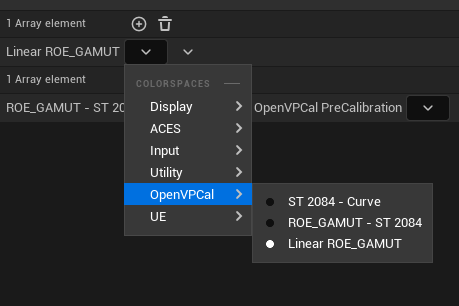 1 Array element
Linear ROE_GAMUT
1 Array element
ROE_GAMUT - ST 20
OpenVPCal PreCalibration
COLORSPACES
Display
ACES
Input
Utility
OpenVPCal
UE
ST 2084 - Curve
ROE_GAMUT - ST 2084
Linear ROE_GAMUT